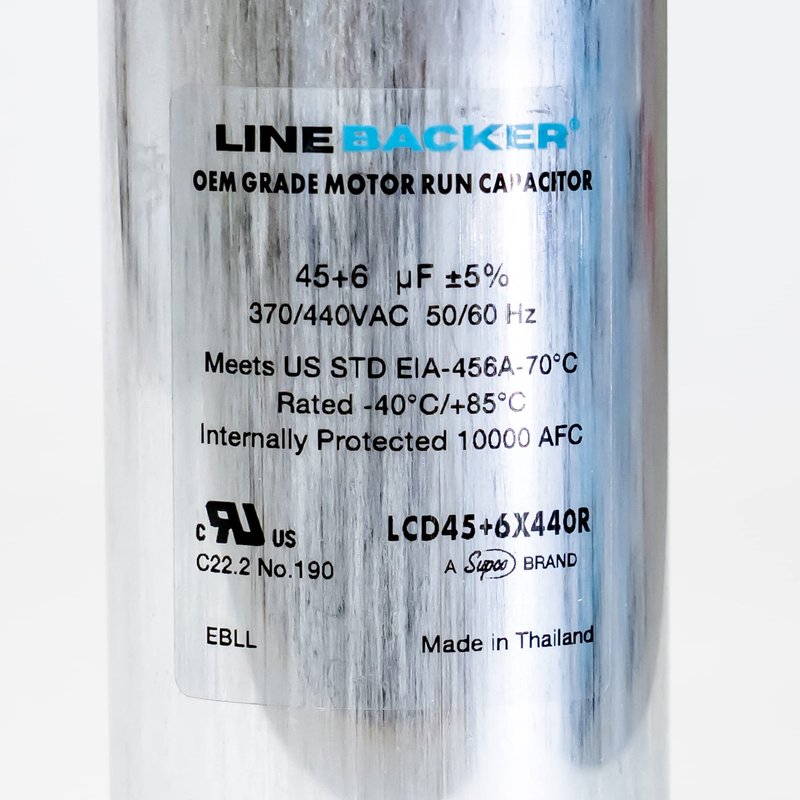 LINEBACKER®
OEM GRADE MOTOR RUN CAPACITOR
45+6 µF ±5%
370/440VAC 50/60 Hz
Meets US STD EIA-456A-70°C
Rated -40°C/+85°C
Internally Protected 10000 AFC
C RU US
LCD45+6X440R
C22.2 No.190
A Supco BRAND
EBLL
Made in Thailand